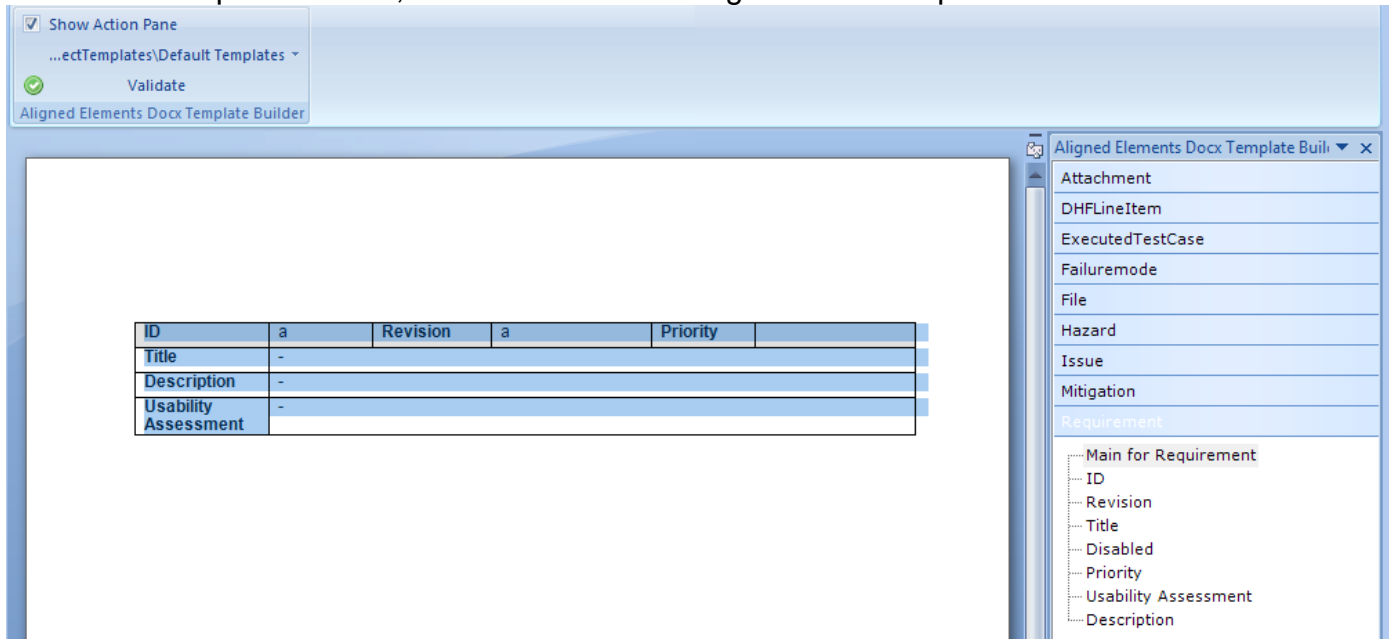 Show Action Pane
...ectTemplates\Default Templates
Validate
Aligned Elements Docx Template Builder
Aligned Elements Docx Template Buil
Attachment
DHFLineItem
ExecutedTestCase
Failuremode
File
Hazard
Issue
Mitigation
Requirement
Main for Requirement
ID
Revision
Title
Disabled
Priority
Usability Assessment
Description
ID a Revision a Priority
Title -
Description -
Usability -
Assessment